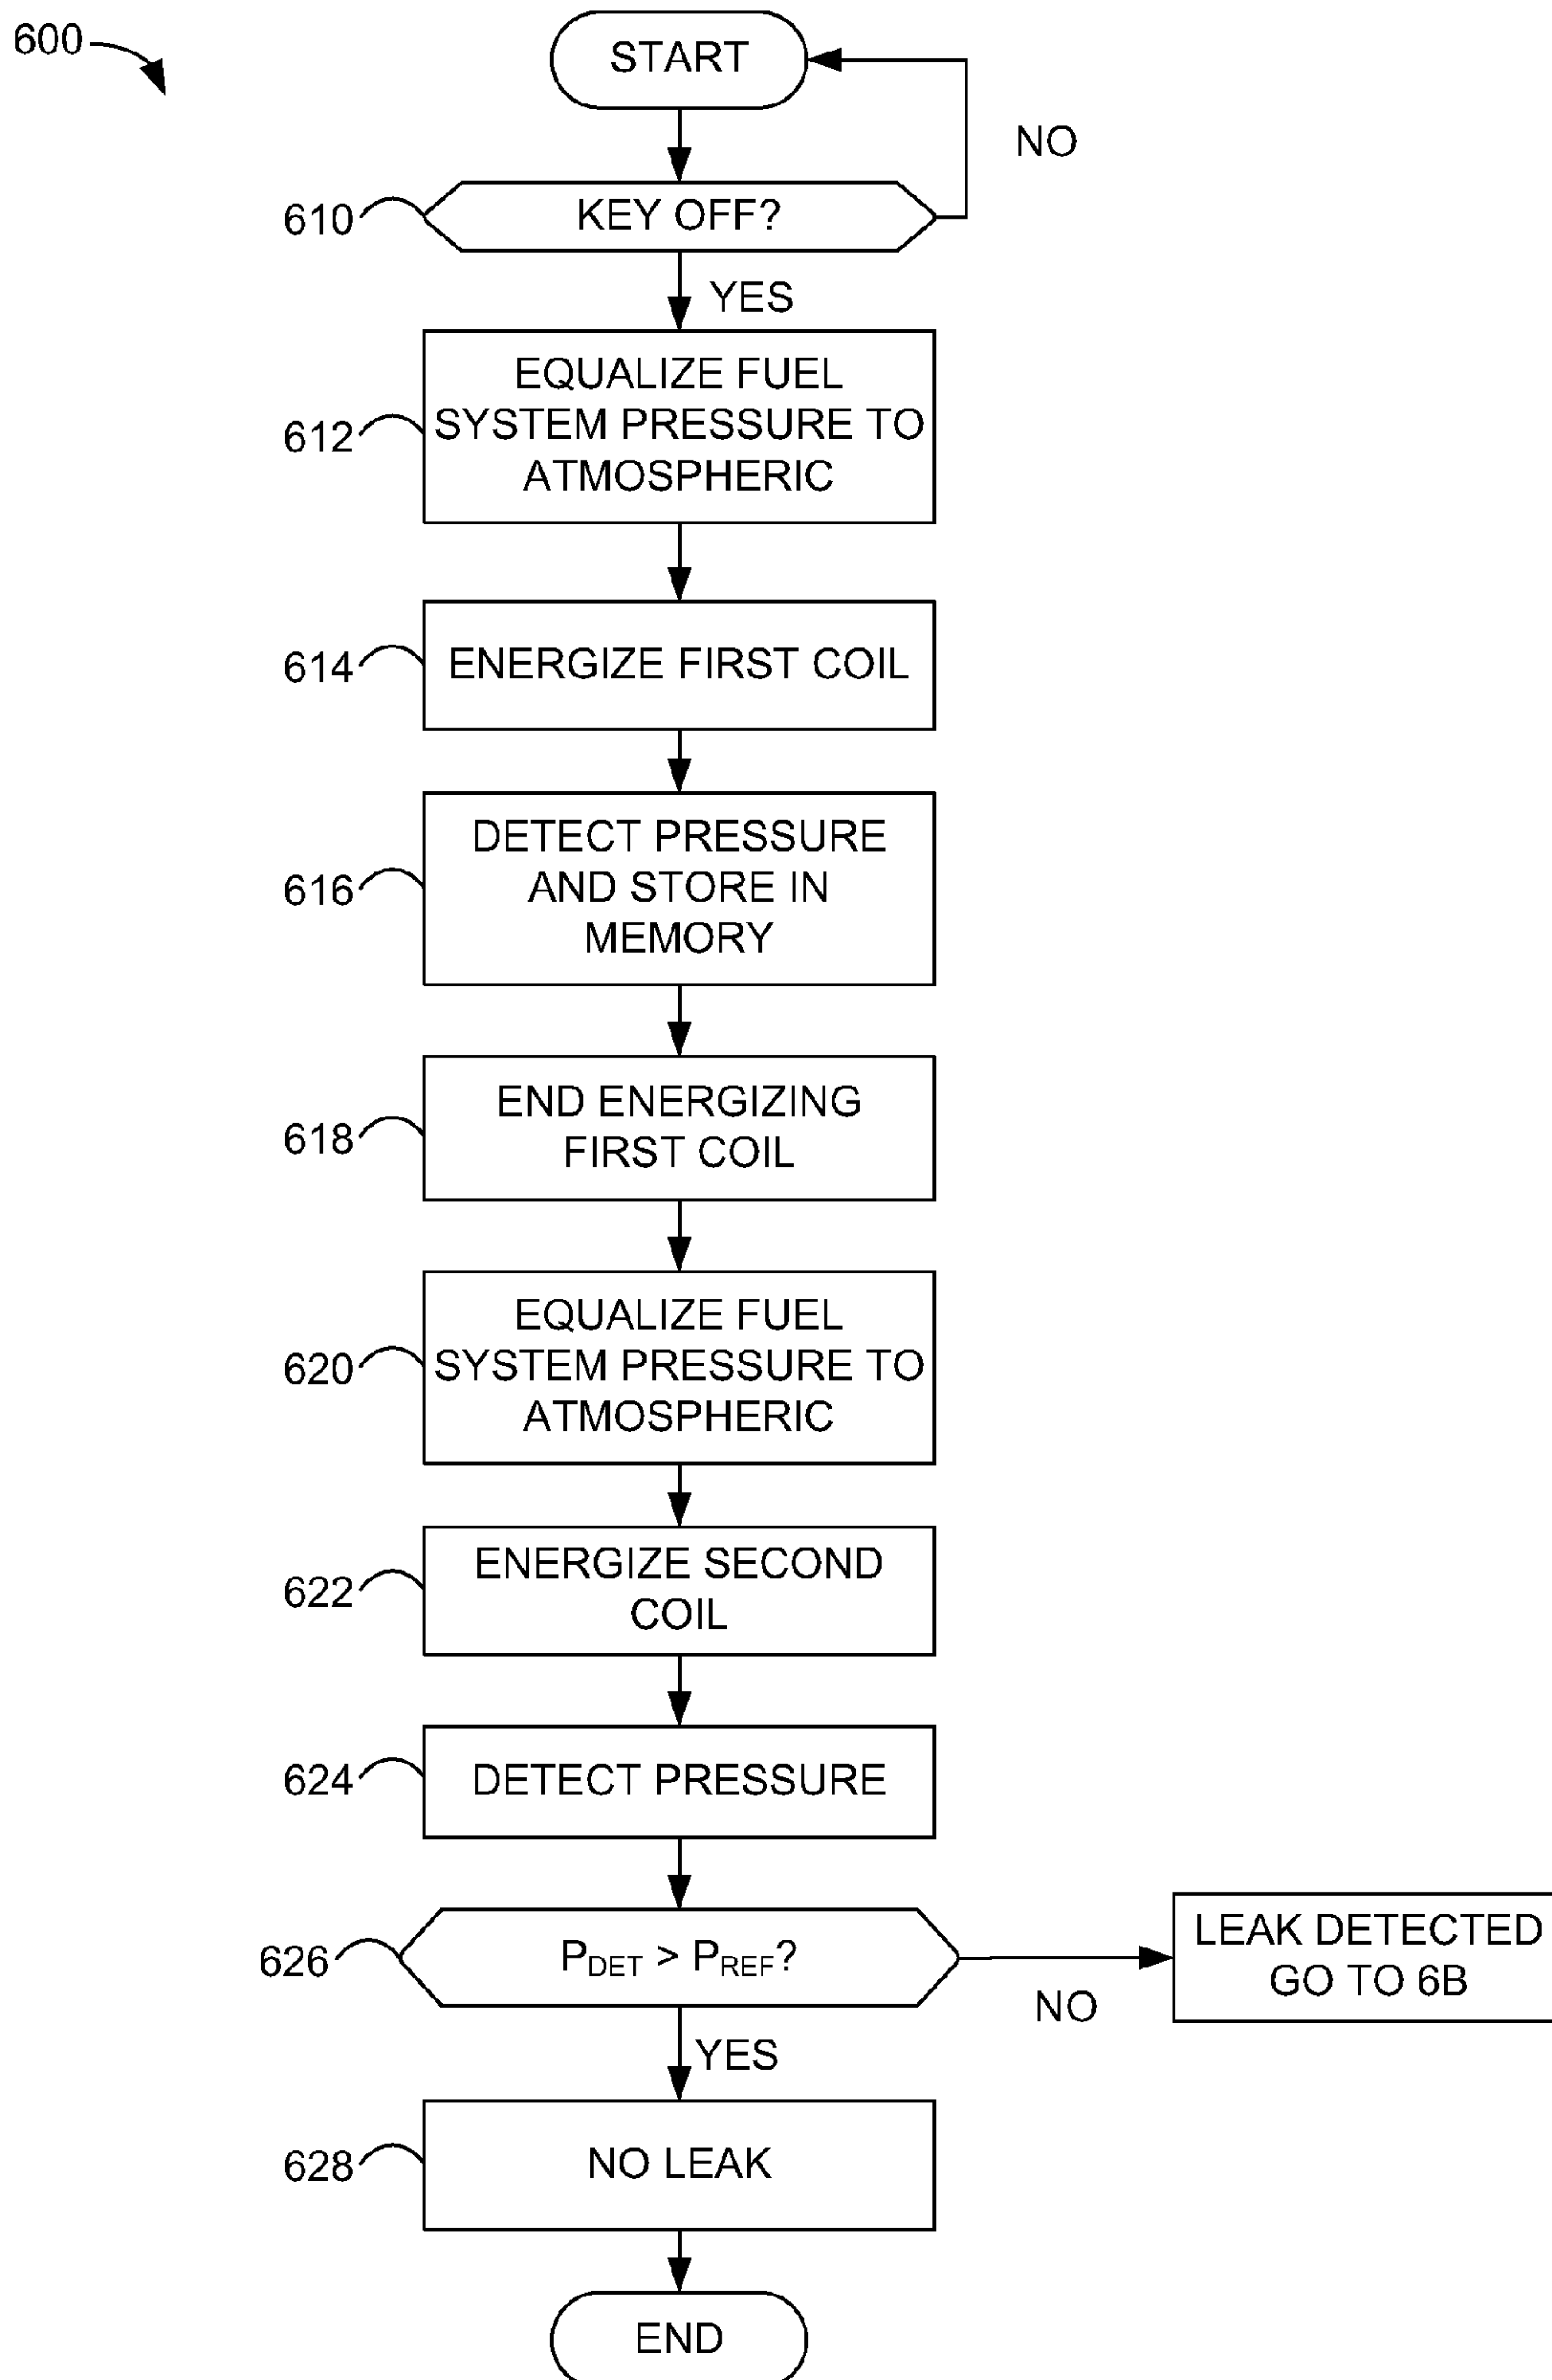 600
START
NO
610
KEY OFF?
YES
612
EQUALIZE FUEL
SYSTEM PRESSURE TO
ATMOSPHERIC
614
ENERGIZE FIRST COIL
616
DETECT PRESSURE
AND STORE IN
MEMORY
618
END ENERGIZING
FIRST COIL
620
EQUALIZE FUEL
SYSTEM PRESSURE TO
ATMOSPHERIC
622
ENERGIZE SECOND
COIL
624
DETECT PRESSURE
626
PDET > PREF?
NO
LEAK DETECTED
GO TO 6B
YES
628
NO LEAK
END